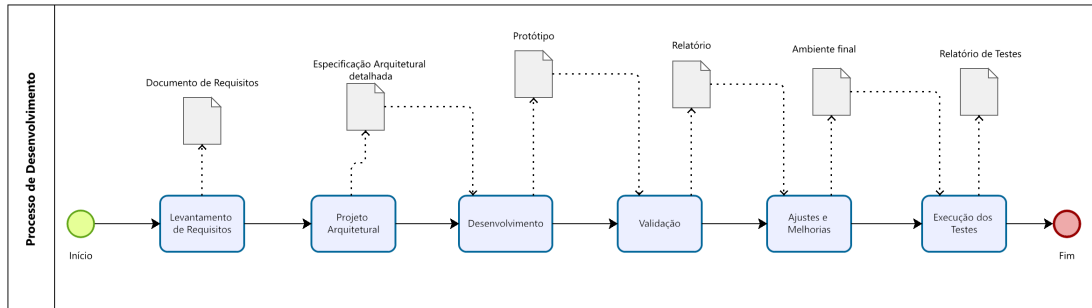 Processo de Desenvolvimento
Documento de Requisitos
Especificação Arquitetural
detalhada
Protótipo
Relatório
Ambiente final
Relatório de Testes
Início
Levantamento
de Requisitos
Projeto
Arquitetural
Desenvolvimento
Validação
Ajustes e
Melhorias
Execução dos
Testes
Fim